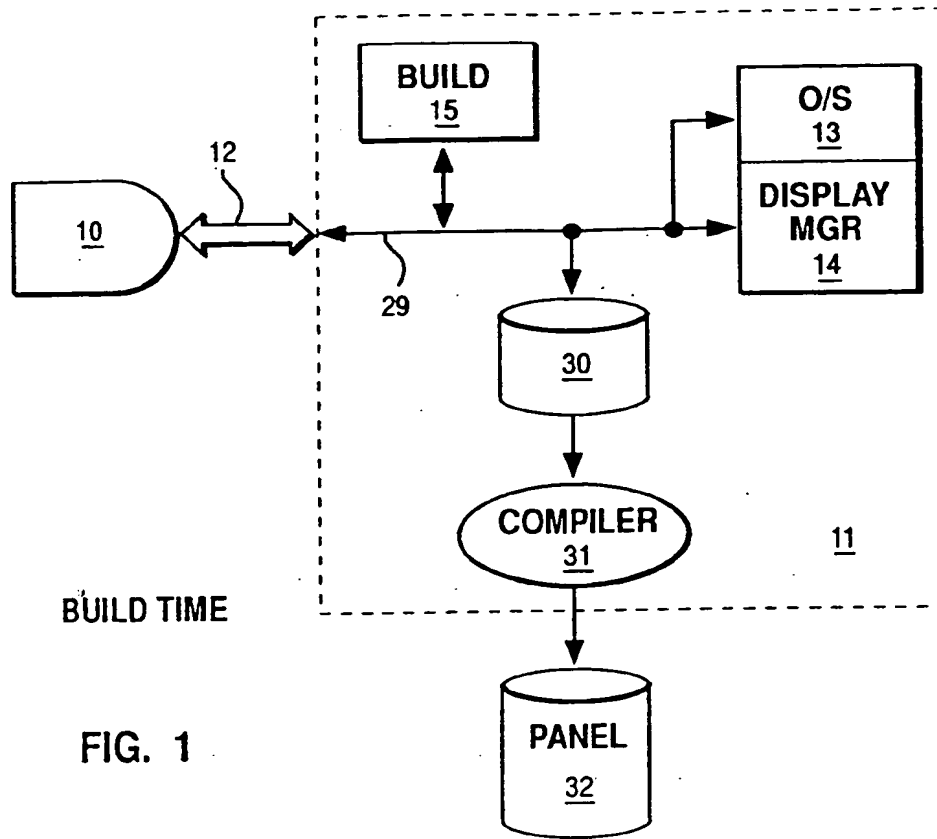 BUILD
15
O/S
13
12
10
DISPLAY
MGR
14
29
30
COMPILER
31
11
BUILD TIME
PANEL
32
FIG. 1